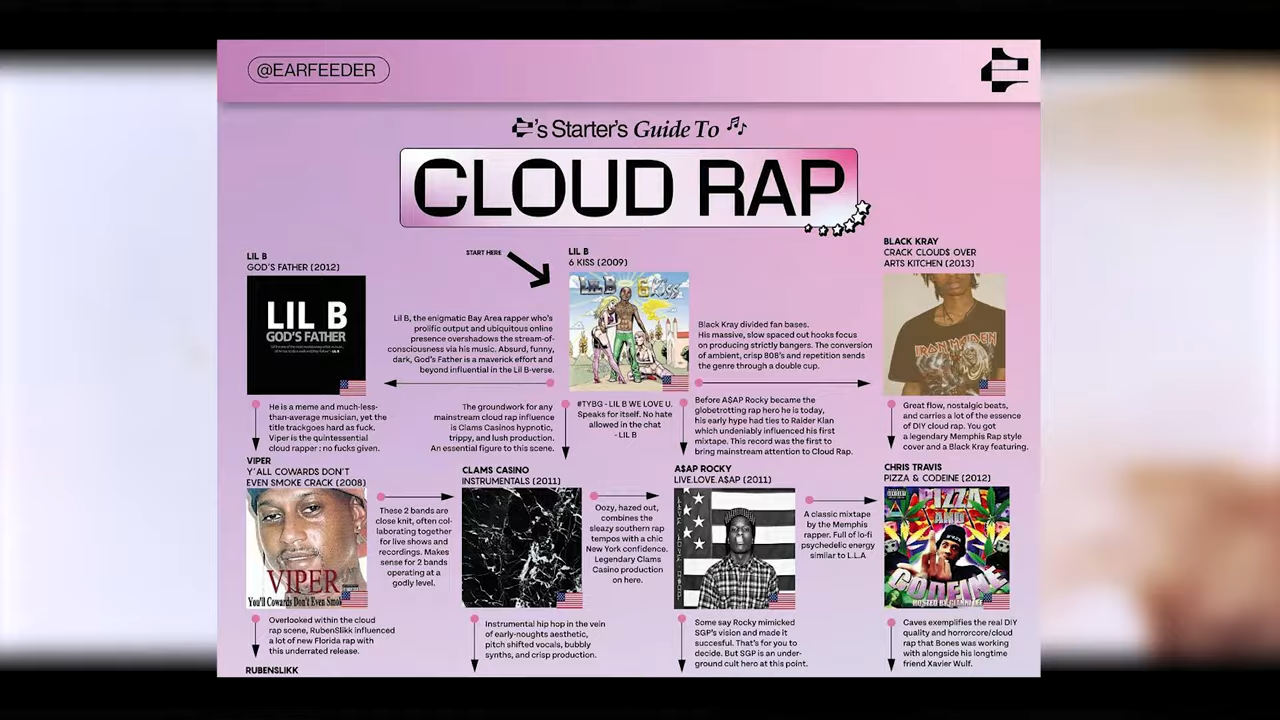 @EARFEEDER
's Starter's Guide To
CLOUD RAP
START HERE
LIL B
GOD'S FATHER (2012)
LIL B
6 KISS (2009)
BLACK KRAY
CRACK CLOUD$ OVER
ARTS KITCHEN (2013)
LIL B
GOD'S FATHER
LIL B 6 KISS
IRON MAIDEN
Lil B, the enigmatic Bay Area rapper who's
prolific output and ubiquitous online
presence overshadows the stream-of-
consciousness via his music. Absurd, funny,
dark, God's Father is a maverick effort and
beyond influential in the Lil B-verse.
Black Kray divided fan bases.
His massive, slow spaced out hooks focus
on producing strictly bangers. The conversion
of ambient, crisp 808's and repetition sends
the genre through a double cup.
He is a meme and much-less-
than-average musician, yet the
title trackgoes hard as fuck.
Viper is the quintessential
cloud rapper : no fucks given.
The groundwork for any
mainstream cloud rap influence
is Clams Casinos hypnotic,
trippy, and lush production.
An essential figure to this scene.
#TYBG - LIL B WE LOVE U.
Speaks for itself. No hate
allowed in the chat
- LIL B
Before A$AP Rocky became the
globetrotting rap hero he is today,
his early hype had ties to Raider Klan
which undeniably influenced his first
mixtape. This record was the first to
bring mainstream attention to Cloud Rap.
Great flow, nostalgic beats,
and carries a lot of the essence
of DIY cloud rap. You got
a legendary Memphis Rap style
cover and a Black Kray featuring.
VIPER
Y'ALL COWARDS DON'T
EVEN SMOKE CRACK (2008)
CLAMS CASINO
INSTRUMENTALS (2011)
A$AP ROCKY
LIVE.LOVE.A$AP (2011)
CHRIS TRAVIS
PIZZA & CODEINE (2012)
VIPER
You'll Cowards Don't Even Smo
These 2 bands are
close knit, often col-
laborating together
for live shows and
recordings. Makes
sense for 2 bands
operating at a
godly level.
Oozy, hazed out,
combines the
sleazy southern rap
tempos with a chic
New York confidence.
Legendary Clams
Casino production
on here.
A classic mixtape
by the Memphis
rapper. Full of lo-fi
psychedelic energy
similar to L.L.A
PIZZA
AND
CODEINE
HOSTED BY
Overlooked within the cloud
rap scene, RubenSlikk influenced
a lot of new Florida rap with
this underrated release.
Instrumental hip hop in the vein
of early-noughts aesthetic,
pitch shifted vocals, bubbly
synths, and crisp production.
Some say Rocky mimicked
SGP's vision and made it
succesful. That's for you to
decide. But SGP is an under-
ground cult hero at this point.
Caves exemplifies the real DIY
quality and horrorcore/cloud
rap that Bones was working
with alongside his longtime
friend Xavier Wulf.
RUBENSLIKK